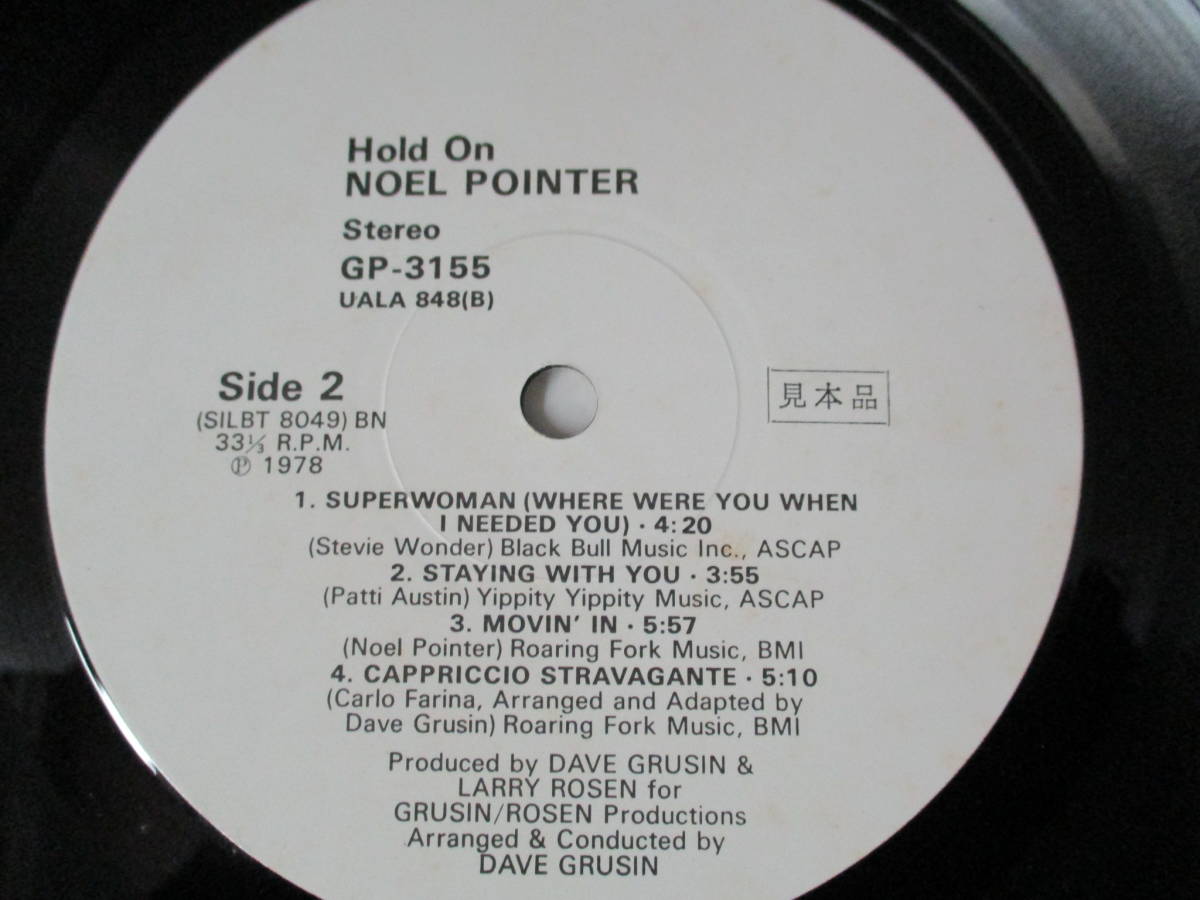 Hold On
NOEL POINTER
Stereo
GP-3155
UALA 848(B)
Side 2
(SILBT 8049) BN
33⅓ R.P.M.
Ⓟ 1978
見本品
1. SUPERWOMAN (WHERE WERE YOU WHEN
I NEEDED YOU) · 4:20
(Stevie Wonder) Black Bull Music Inc., ASCAP
2. STAYING WITH YOU · 3:55
(Patti Austin) Yippity Yippity Music, ASCAP
3. MOVIN' IN · 5:57
(Noel Pointer) Roaring Fork Music, BMI
4. CAPPRICCIO STRAVAGANTE · 5:10
(Carlo Farina, Arranged and Adapted by
Dave Grusin) Roaring Fork Music, BMI
Produced by DAVE GRUSIN &
LARRY ROSEN for
GRUSIN/ROSEN Productions
Arranged & Conducted by
DAVE GRUSIN